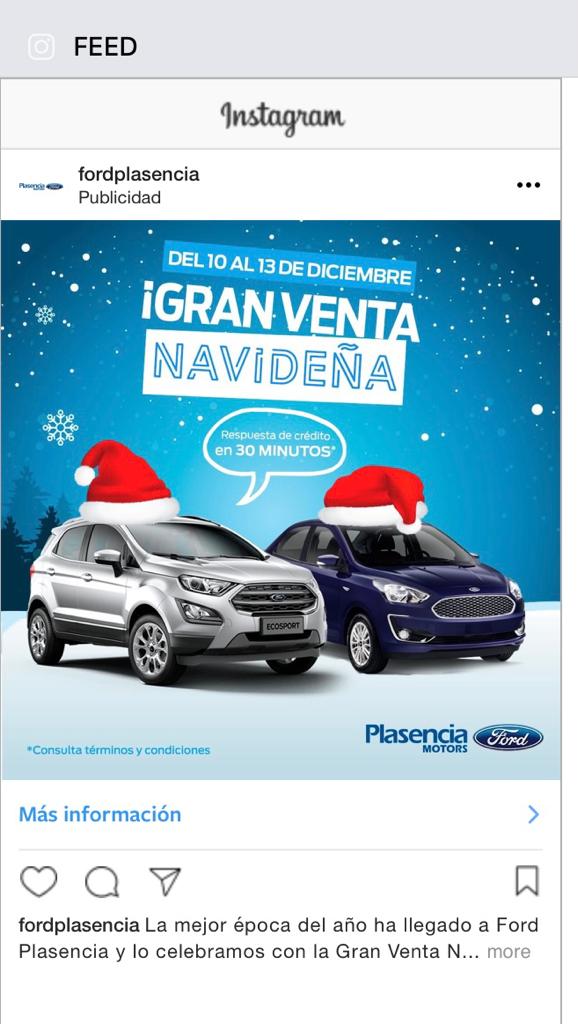 FEED
Instagram
Plasencia Ford
fordplasencia
Publicidad
DEL 10 AL 13 DE DICIEMBRE
¡GRAN VENTA
NAVIDEÑA
Respuesta de crédito
en 30 MINUTOS*
ECOSPORT
Plasencia
MOTORS
Ford
*Consulta términos y condiciones
Más información
fordplasencia La mejor época del año ha llegado a Ford
Plasencia y lo celebramos con la Gran Venta N... more